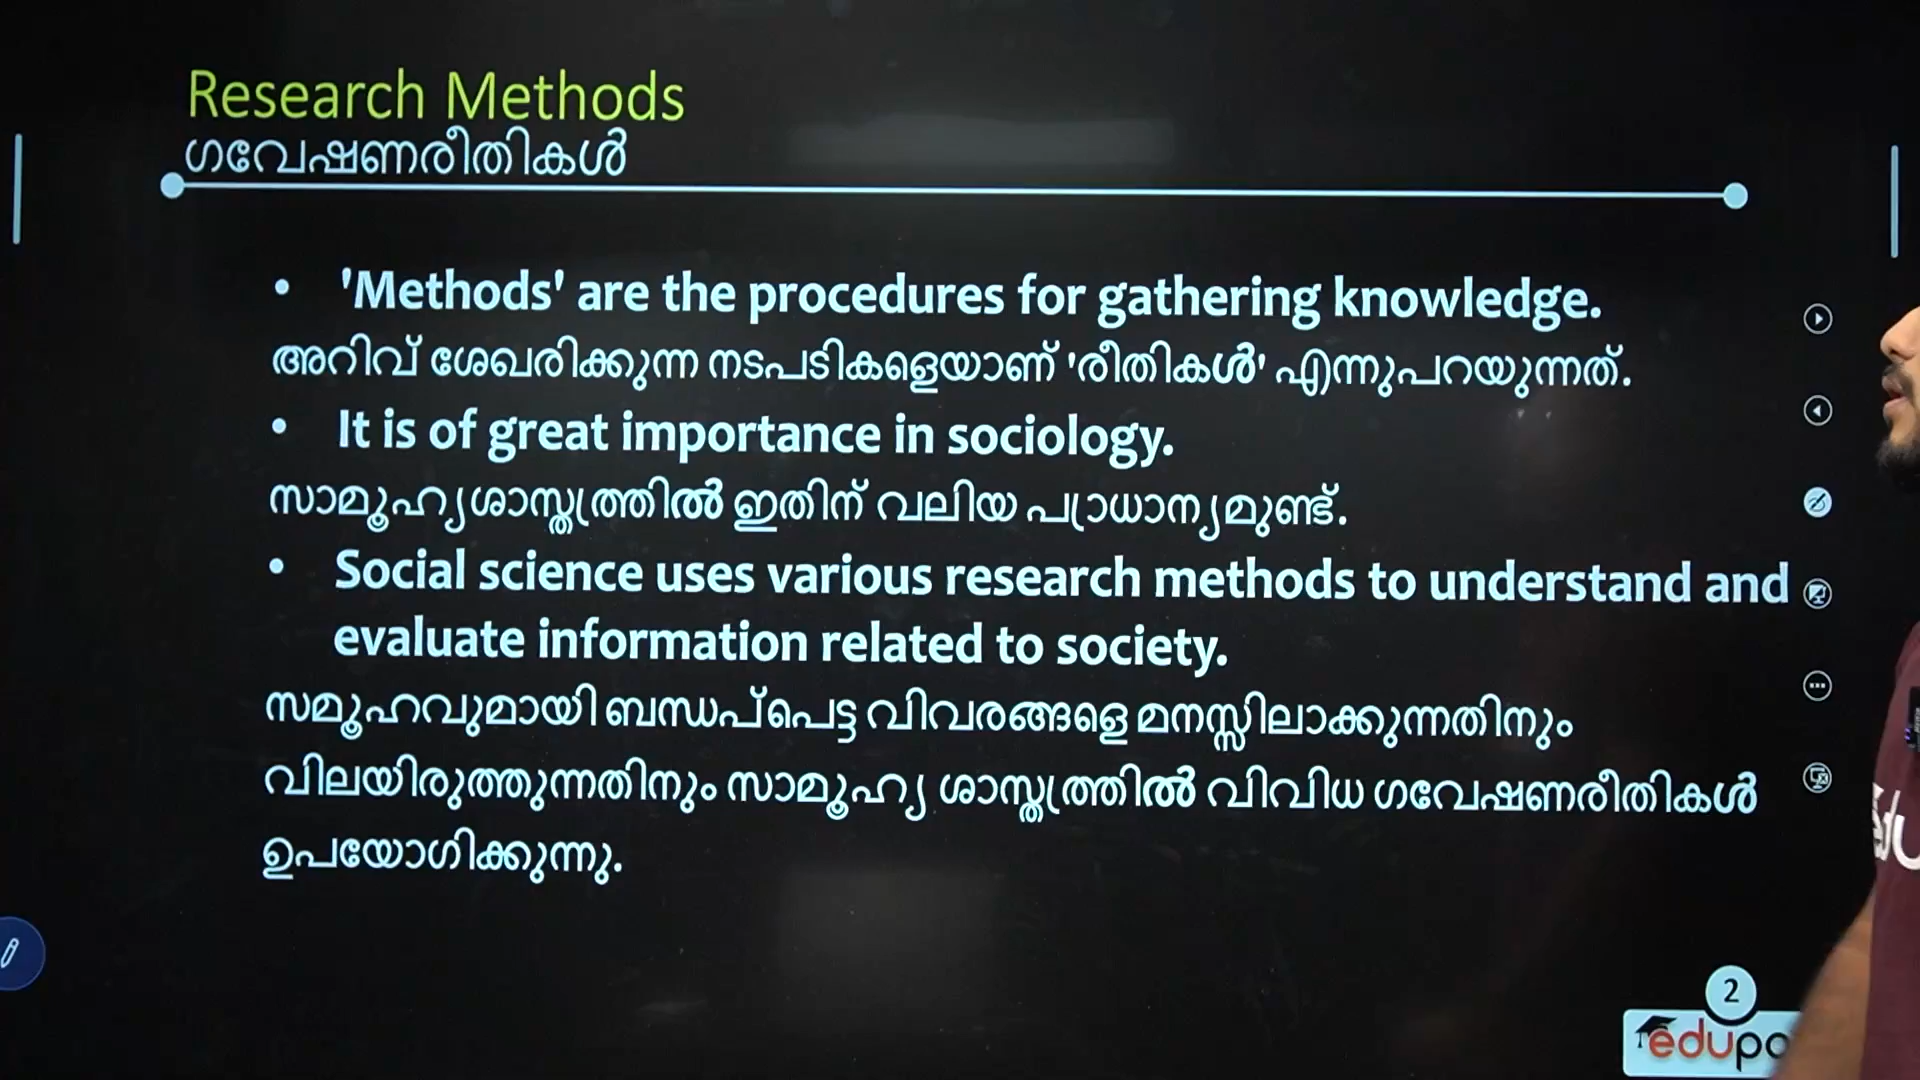 Research Methods
ഗവേഷണരീതികൾ
• 'Methods' are the procedures for gathering knowledge.
അറിവ് ശേഖരിക്കുന്ന നടപടികളെയാണ് 'രീതികൾ' എന്നുപറയുന്നത്.
• It is of great importance in sociology.
സാമൂഹ്യശാസ്ത്രത്തിൽ ഇതിന് വലിയ പ്രാധാന്യമുണ്ട്.
• Social science uses various research methods to understand and
evaluate information related to society.
സമൂഹവുമായി ബന്ധപ്പെട്ട വിവരങ്ങളെ മനസ്സിലാക്കുന്നതിനും
വിലയിരുത്തുന്നതിനും സാമൂഹ്യ ശാസ്ത്രത്തിൽ വിവിധ ഗവേഷണരീതികൾ
ഉപയോഗിക്കുന്നു.
2